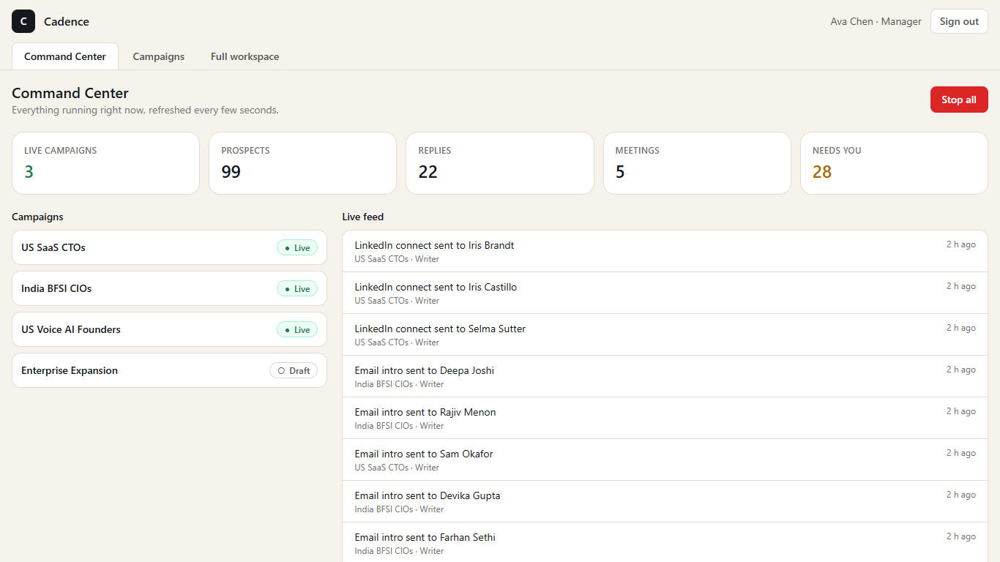 C
Cadence
Ava Chen · Manager
Sign out
Command Center
Campaigns
Full workspace
Command Center
Everything running right now, refreshed every few seconds.
Stop all
LIVE CAMPAIGNS
3
PROSPECTS
99
REPLIES
22
MEETINGS
5
NEEDS YOU
28
Campaigns
US SaaS CTOs
Live
India BFSI CIOs
Live
US Voice AI Founders
Live
Enterprise Expansion
Draft
Live feed
LinkedIn connect sent to Iris Brandt
2 h ago
US SaaS CTOs · Writer
LinkedIn connect sent to Iris Castillo
2 h ago
US SaaS CTOs · Writer
LinkedIn connect sent to Selma Sutter
2 h ago
US SaaS CTOs · Writer
Email intro sent to Deepa Joshi
2 h ago
India BFSI CIOs · Writer
Email intro sent to Rajiv Menon
2 h ago
India BFSI CIOs · Writer
Email intro sent to Sam Okafor
2 h ago
US SaaS CTOs · Writer
Email intro sent to Devika Gupta
2 h ago
India BFSI CIOs · Writer
Email intro sent to Farhan Sethi
2 h ago
India BFSI CIOs · Writer